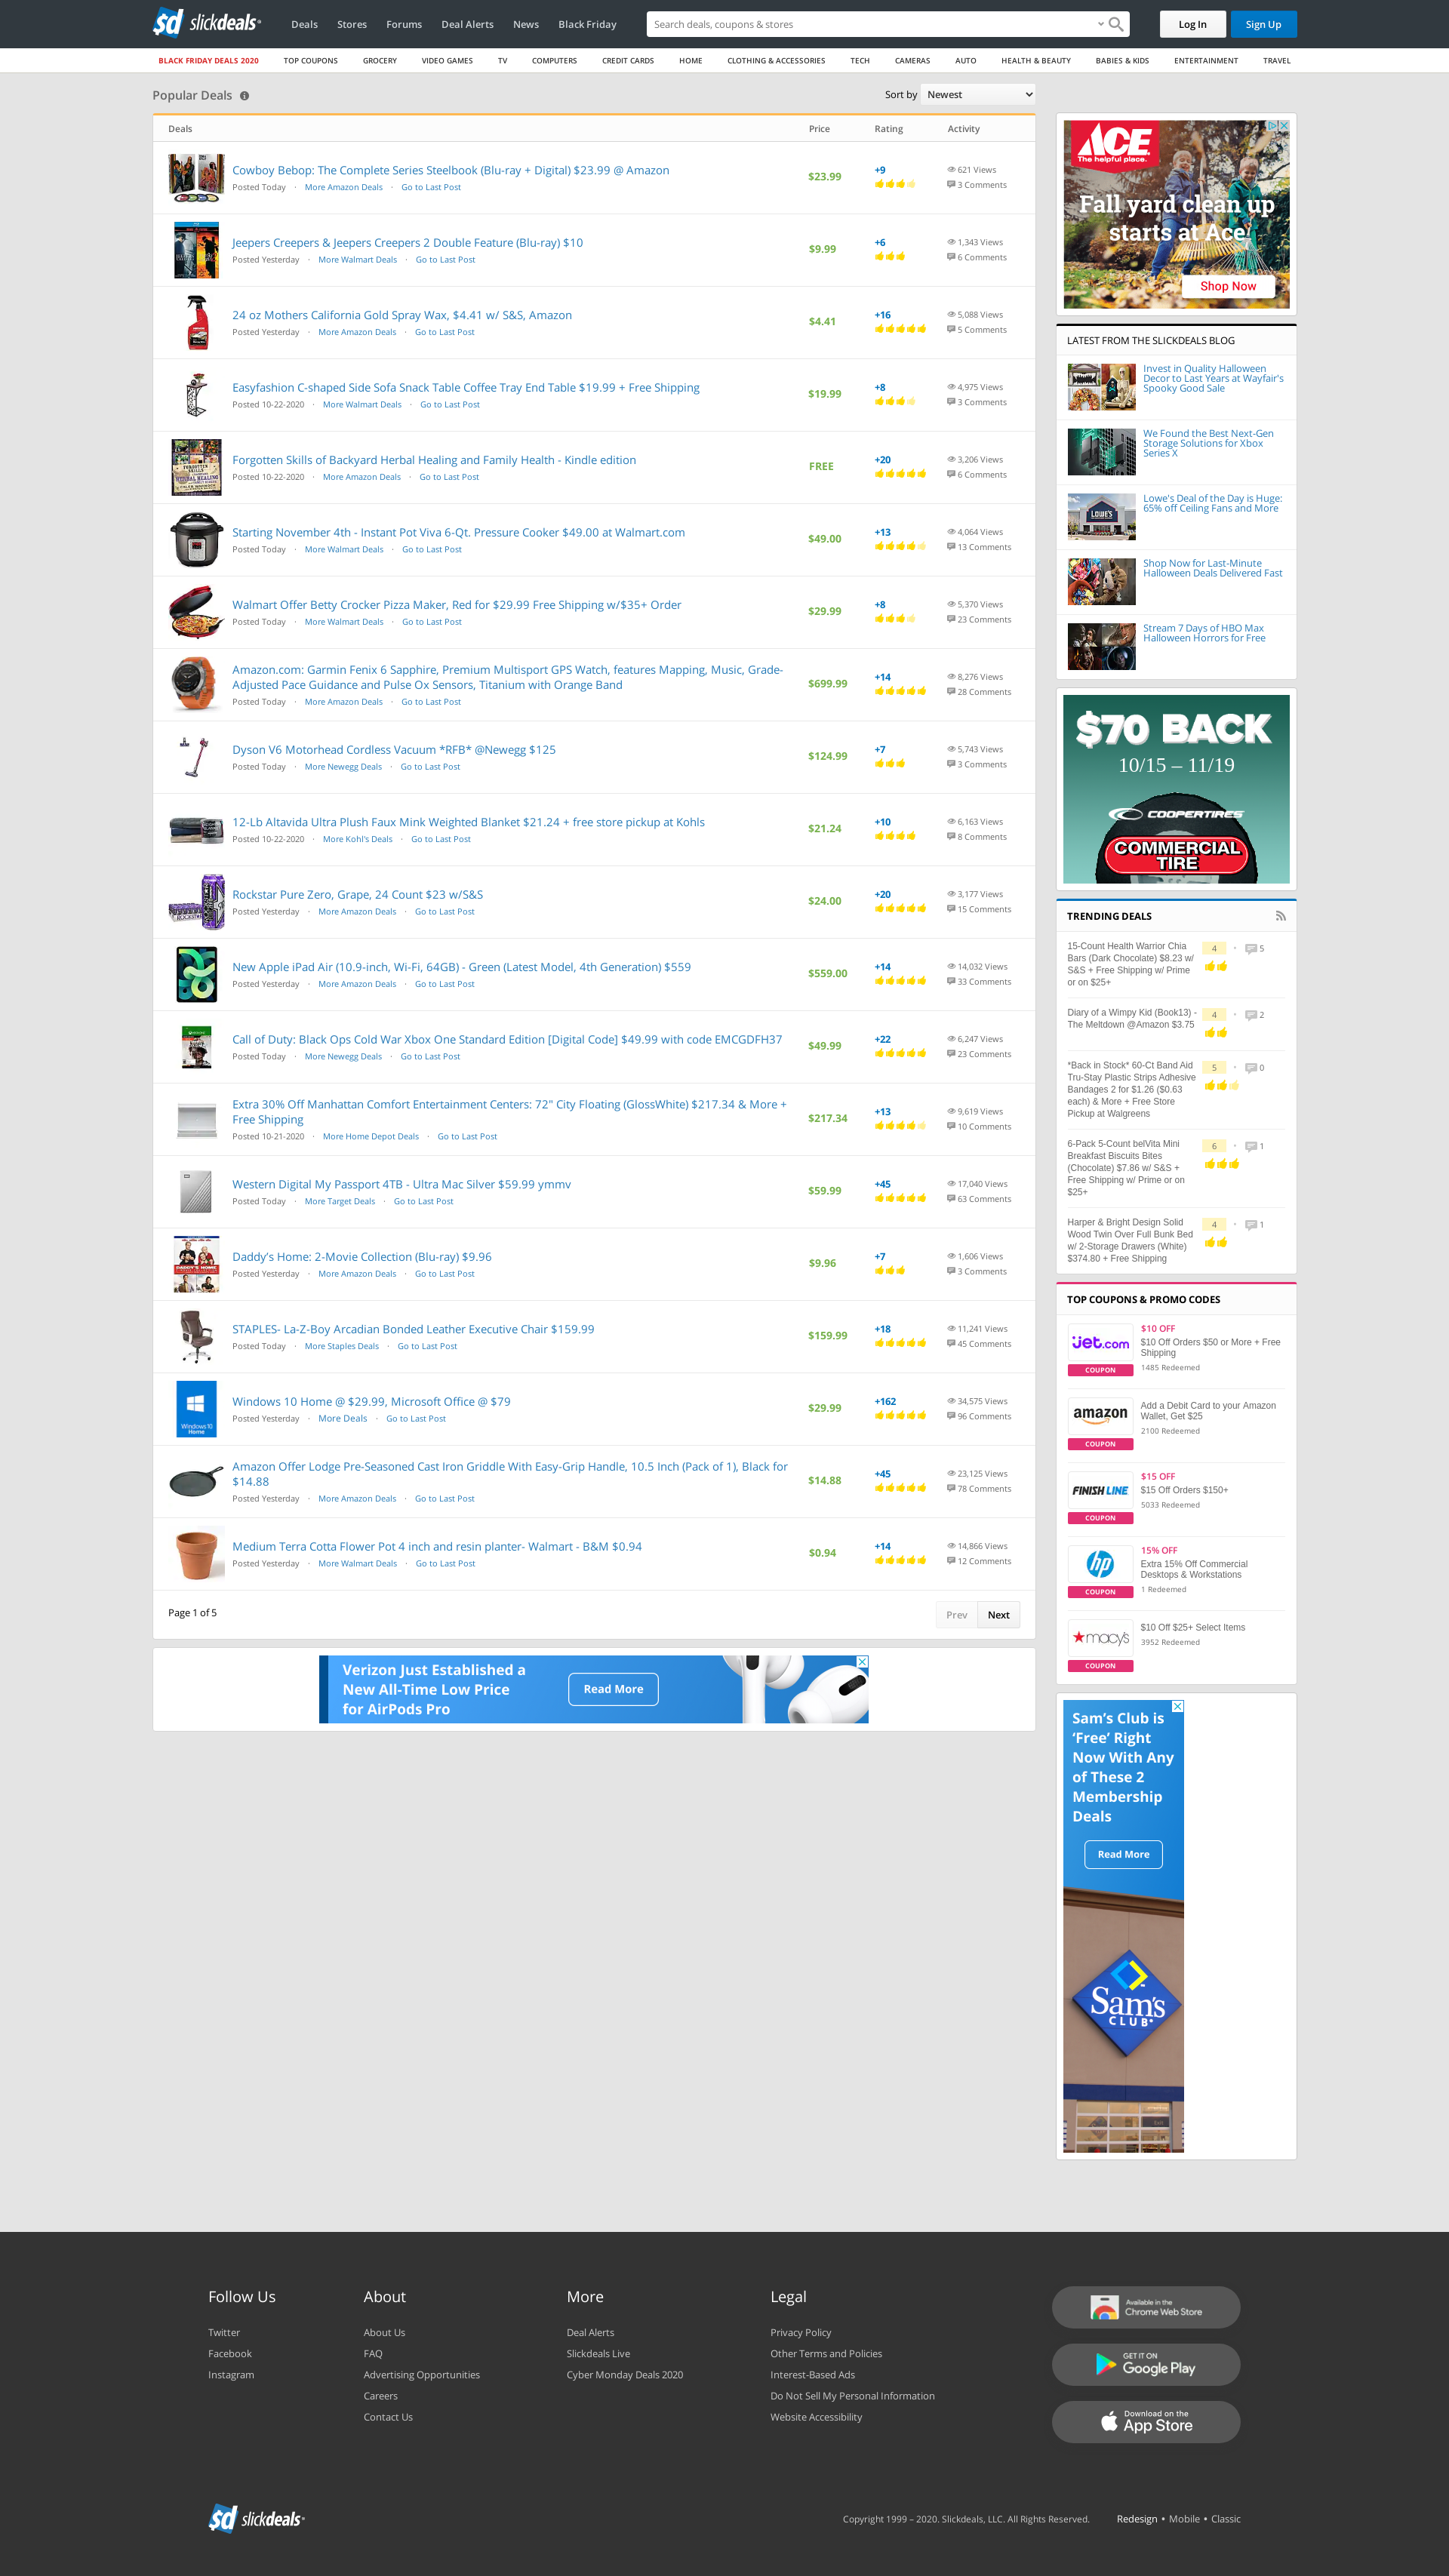 sd slickdeals
Deals Stores Forums Deal Alerts News Black Friday
Search deals, coupons & stores
Log In Sign Up
BLACK FRIDAY DEALS 2020 TOP COUPONS GROCERY VIDEO GAMES TV COMPUTERS CREDIT CARDS HOME CLOTHING & ACCESSORIES TECH CAMERAS AUTO HEALTH & BEAUTY BABIES & KIDS ENTERTAINMENT TRAVEL
Popular Deals
Sort by Newest
Deals Price Rating Activity
Cowboy Bebop: The Complete Series Steelbook (Blu-ray + Digital) $23.99 @ Amazon
Posted Today · More Amazon Deals · Go to Last Post
$23.99
+9
621 Views
3 Comments
Jeepers Creepers & Jeepers Creepers 2 Double Feature (Blu-ray) $10
Posted Yesterday · More Walmart Deals · Go to Last Post
$9.99
+6
1,343 Views
6 Comments
24 oz Mothers California Gold Spray Wax, $4.41 w/ S&S, Amazon
Posted Yesterday · More Amazon Deals · Go to Last Post
$4.41
+16
5,088 Views
5 Comments
Easyfashion C-shaped Side Sofa Snack Table Coffee Tray End Table $19.99 + Free Shipping
Posted 10-22-2020 · More Walmart Deals · Go to Last Post
$19.99
+8
4,975 Views
3 Comments
Forgotten Skills of Backyard Herbal Healing and Family Health - Kindle edition
Posted 10-22-2020 · More Amazon Deals · Go to Last Post
FREE
+20
3,206 Views
6 Comments
Starting November 4th - Instant Pot Viva 6-Qt. Pressure Cooker $49.00 at Walmart.com
Posted Today · More Walmart Deals · Go to Last Post
$49.00
+13
4,064 Views
13 Comments
Walmart Offer Betty Crocker Pizza Maker, Red for $29.99 Free Shipping w/$35+ Order
Posted Today · More Walmart Deals · Go to Last Post
$29.99
+8
5,370 Views
23 Comments
Amazon.com: Garmin Fenix 6 Sapphire, Premium Multisport GPS Watch, features Mapping, Music, Grade-
Adjusted Pace Guidance and Pulse Ox Sensors, Titanium with Orange Band
Posted Today · More Amazon Deals · Go to Last Post
$699.99
+14
8,276 Views
28 Comments
Dyson V6 Motorhead Cordless Vacuum *RFB* @Newegg $125
Posted Today · More Newegg Deals · Go to Last Post
$124.99
+7
5,743 Views
3 Comments
12-Lb Altavida Ultra Plush Faux Mink Weighted Blanket $21.24 + free store pickup at Kohls
Posted 10-22-2020 · More Kohl's Deals · Go to Last Post
$21.24
+10
6,163 Views
8 Comments
Rockstar Pure Zero, Grape, 24 Count $23 w/S&S
Posted Yesterday · More Amazon Deals · Go to Last Post
$24.00
+20
3,177 Views
15 Comments
New Apple iPad Air (10.9-inch, Wi-Fi, 64GB) - Green (Latest Model, 4th Generation) $559
Posted Yesterday · More Amazon Deals · Go to Last Post
$559.00
+14
14,032 Views
33 Comments
Call of Duty: Black Ops Cold War Xbox One Standard Edition [Digital Code] $49.99 with code EMCGDFH37
Posted Today · More Newegg Deals · Go to Last Post
$49.99
+22
6,247 Views
23 Comments
Extra 30% Off Manhattan Comfort Entertainment Centers: 72" City Floating (GlossWhite) $217.34 & More +
Free Shipping
Posted 10-21-2020 · More Home Depot Deals · Go to Last Post
$217.34
+13
9,619 Views
10 Comments
Western Digital My Passport 4TB - Ultra Mac Silver $59.99 ymmv
Posted Today · More Target Deals · Go to Last Post
$59.99
+45
17,040 Views
63 Comments
Daddy's Home: 2-Movie Collection (Blu-ray) $9.96
Posted Yesterday · More Amazon Deals · Go to Last Post
$9.96
+7
1,606 Views
3 Comments
STAPLES- La-Z-Boy Arcadian Bonded Leather Executive Chair $159.99
Posted Today · More Staples Deals · Go to Last Post
$159.99
+18
11,241 Views
45 Comments
Windows 10 Home
Windows 10 Home @ $29.99, Microsoft Office @ $79
Posted Yesterday · More Deals · Go to Last Post
$29.99
+162
34,575 Views
96 Comments
Amazon Offer Lodge Pre-Seasoned Cast Iron Griddle With Easy-Grip Handle, 10.5 Inch (Pack of 1), Black for
$14.88
Posted Yesterday · More Amazon Deals · Go to Last Post
$14.88
+45
23,125 Views
78 Comments
Medium Terra Cotta Flower Pot 4 inch and resin planter- Walmart - B&M $0.94
Posted Yesterday · More Walmart Deals · Go to Last Post
$0.94
+14
14,866 Views
12 Comments
Page 1 of 5
Prev Next
Verizon Just Established a
New All-Time Low Price
for AirPods Pro
Read More
ACE
The helpful place.
Fall yard clean up
starts at Ace!
Shop Now
LATEST FROM THE SLICKDEALS BLOG
Invest in Quality Halloween
Decor to Last Years at Wayfair's
Spooky Good Sale
We Found the Best Next-Gen
Storage Solutions for Xbox
Series X
LOWE'S
Lowe's Deal of the Day is Huge:
65% off Ceiling Fans and More
Shop Now for Last-Minute
Halloween Deals Delivered Fast
Stream 7 Days of HBO Max
Halloween Horrors for Free
$70 BACK
10/15 – 11/19
COOPERTIRES
COMMERCIAL
TIRE
TRENDING DEALS
15-Count Health Warrior Chia
Bars (Dark Chocolate) $8.23 w/
S&S + Free Shipping w/ Prime
or on $25+
4 • 5
Diary of a Wimpy Kid (Book13) -
The Meltdown @Amazon $3.75
4 • 2
*Back in Stock* 60-Ct Band Aid
Tru-Stay Plastic Strips Adhesive
Bandages 2 for $1.26 ($0.63
each) & More + Free Store
Pickup at Walgreens
5 • 0
6-Pack 5-Count belVita Mini
Breakfast Biscuits Bites
(Chocolate) $7.86 w/ S&S +
Free Shipping w/ Prime or on
$25+
6 • 1
Harper & Bright Design Solid
Wood Twin Over Full Bunk Bed
w/ 2-Storage Drawers (White)
$374.80 + Free Shipping
4 • 1
TOP COUPONS & PROMO CODES
jet.com
COUPON
$10 OFF
$10 Off Orders $50 or More + Free
Shipping
1485 Redeemed
amazon
COUPON
Add a Debit Card to your Amazon
Wallet, Get $25
2100 Redeemed
FINISH LINE
COUPON
$15 OFF
$15 Off Orders $150+
5033 Redeemed
hp
COUPON
15% OFF
Extra 15% Off Commercial
Desktops & Workstations
1 Redeemed
macy's
COUPON
$10 Off $25+ Select Items
3952 Redeemed
Sam's Club is
'Free' Right
Now With Any
of These 2
Membership
Deals
Read More
Sam's
CLUB
Follow Us
Twitter
Facebook
Instagram
About
About Us
FAQ
Advertising Opportunities
Careers
Contact Us
More
Deal Alerts
Slickdeals Live
Cyber Monday Deals 2020
Legal
Privacy Policy
Other Terms and Policies
Interest-Based Ads
Do Not Sell My Personal Information
Website Accessibility
Available in the
Chrome Web Store
GET IT ON
Google Play
Download on the
App Store
sd slickdeals
Copyright 1999 – 2020. Slickdeals, LLC. All Rights Reserved.
Redesign • Mobile • Classic